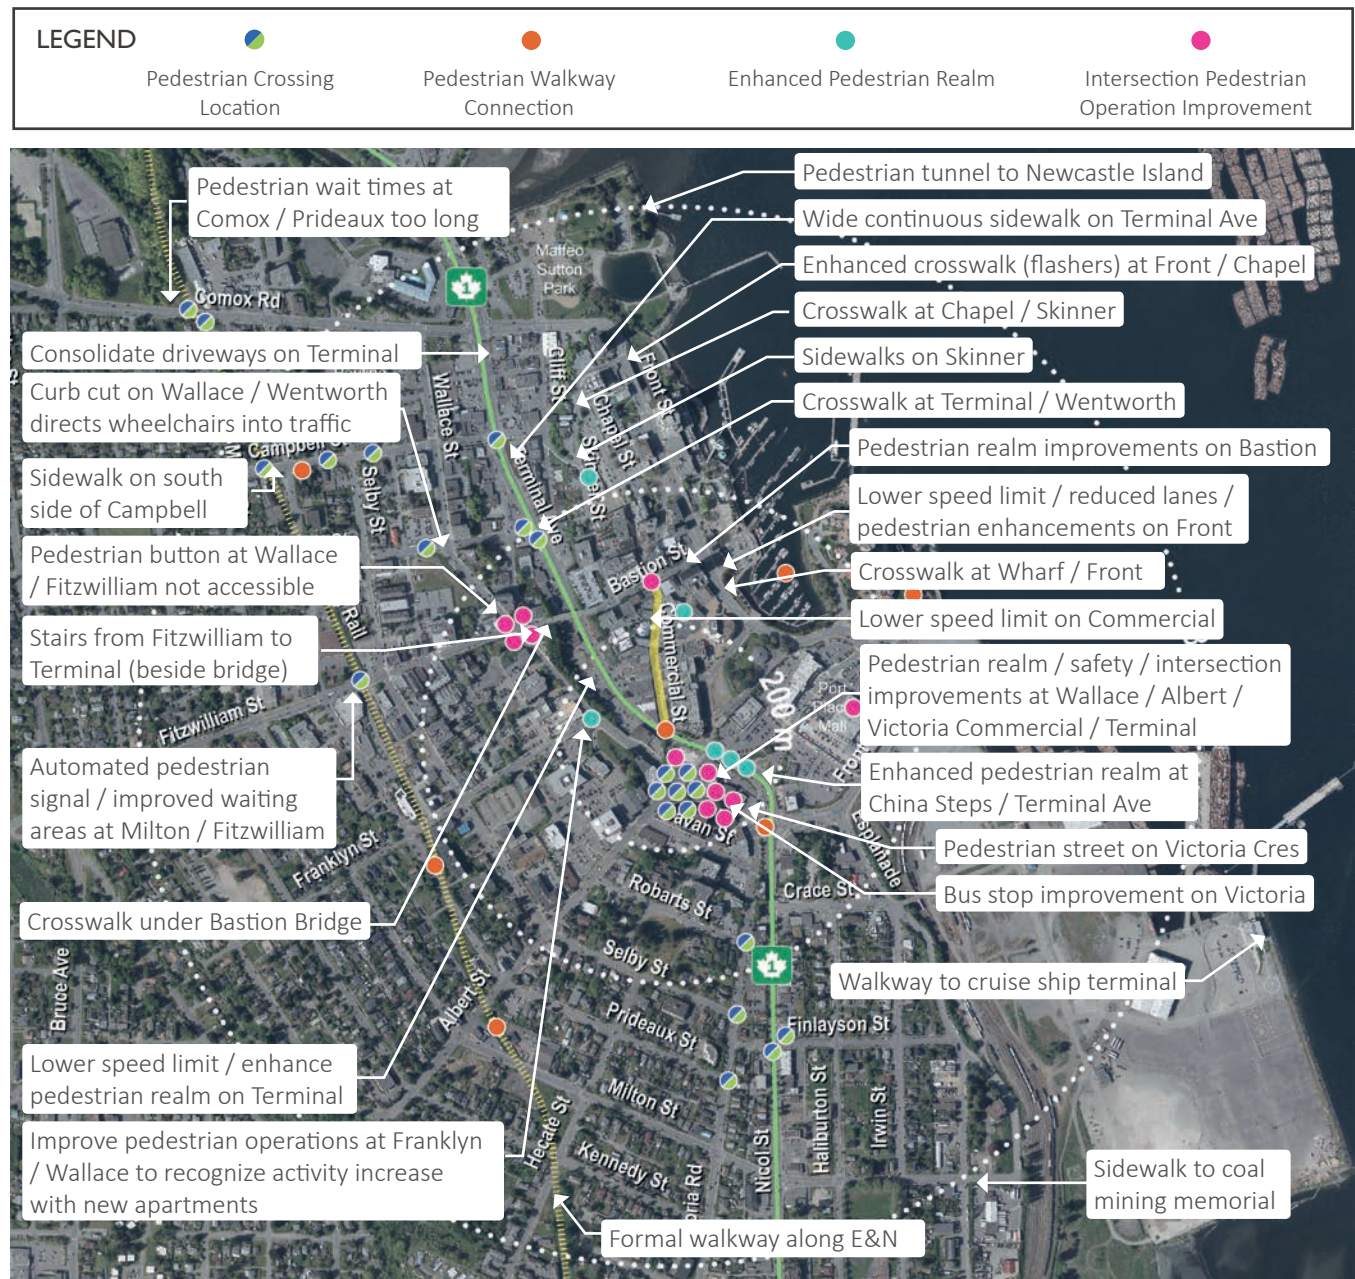 LEGEND
Pedestrian Crossing
Location
Pedestrian Walkway
Connection
Enhanced Pedestrian Realm
Intersection Pedestrian
Operation Improvement
Pedestrian wait times at
Comox / Prideaux too long
Pedestrian tunnel to Newcastle Island
Wide continuous sidewalk on Terminal Ave
Enhanced crosswalk (flashers) at Front / Chapel
Crosswalk at Chapel / Skinner
Sidewalks on Skinner
Crosswalk at Terminal / Wentworth
Pedestrian realm improvements on Bastion
Lower speed limit / reduced lanes /
pedestrian enhancements on Front
Crosswalk at Wharf / Front
Lower speed limit on Commercial
Pedestrian realm / safety / intersection
improvements at Wallace / Albert /
Victoria Commercial / Terminal
Enhanced pedestrian realm at
China Steps / Terminal Ave
Pedestrian street on Victoria Cres
Bus stop improvement on Victoria
Walkway to cruise ship terminal
Sidewalk to coal
mining memorial
Formal walkway along E&N
Consolidate driveways on Terminal
Curb cut on Wallace / Wentworth
directs wheelchairs into traffic
Sidewalk on south
side of Campbell
Pedestrian button at Wallace
/ Fitzwilliam not accessible
Stairs from Fitzwilliam to
Terminal (beside bridge)
Automated pedestrian
signal / improved waiting
areas at Milton / Fitzwilliam
Crosswalk under Bastion Bridge
Lower speed limit / enhance
pedestrian realm on Terminal
Improve pedestrian operations at Franklyn
/ Wallace to recognize activity increase
with new apartments
Maffeo
Sutton
Park
1
Comox Rd
Cliff St
Front St
Wallace St
Chapel St
Campbell St
Selby St
Bastion St
Commercial St
Rail
Fitzwilliam St
200 m
Port
Place
Mall
Front
Esplanade
Franklyn St
Robarts St
Crace St
Selby St
1
Bruce Ave
Albert St
Prideaux St
Finlayson St
Milton St
Haliburton St
Irwin St
Hecate St
Kennedy St
Nicol St
oria Rd